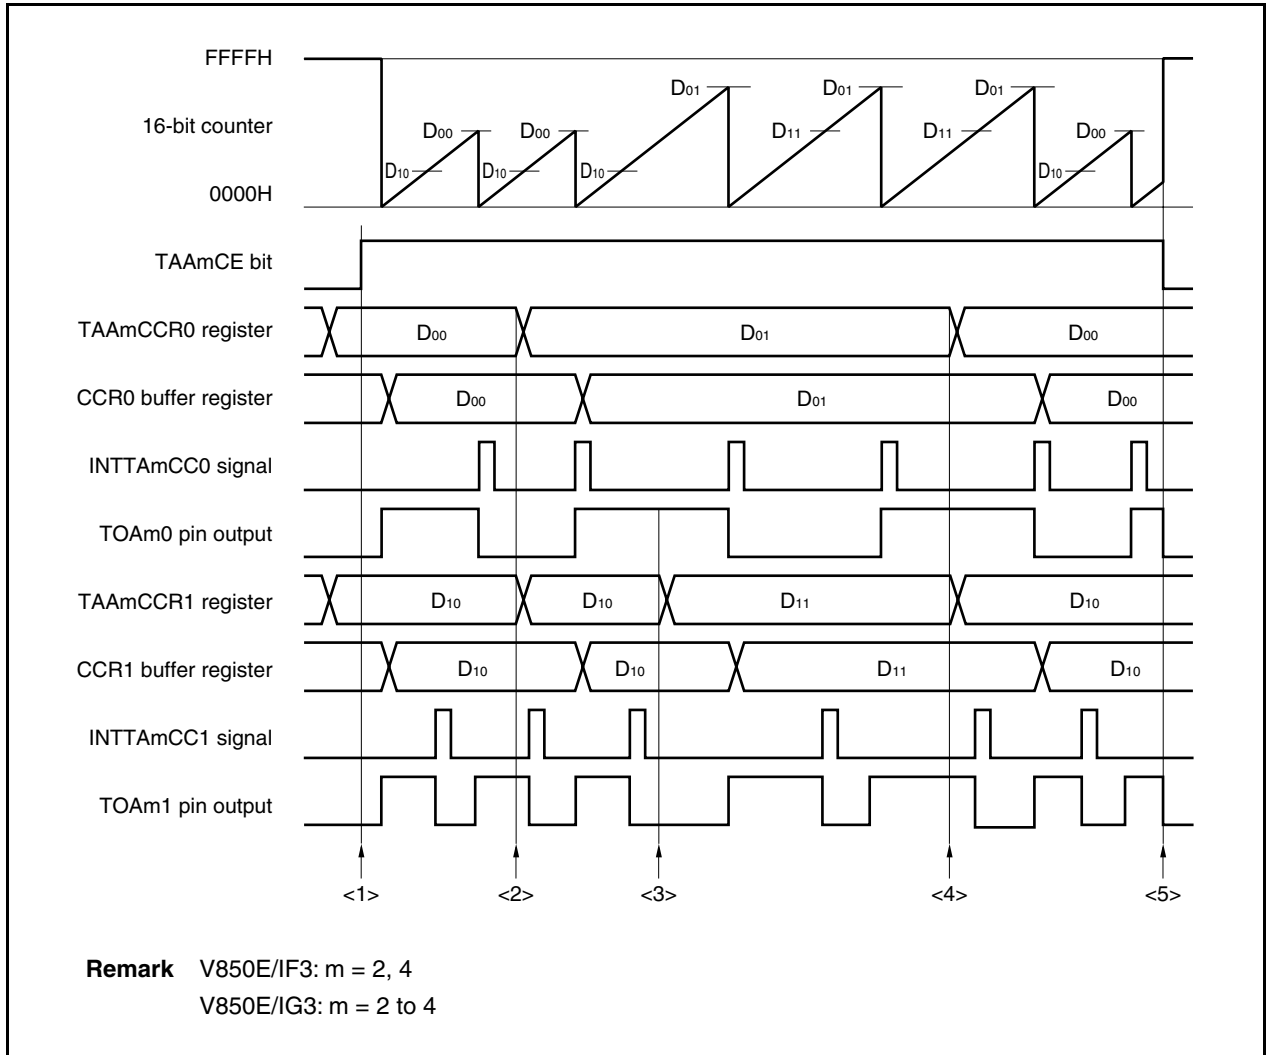 FFFFH
D01 D01 D01
16-bit counter
D00 D00 D11 D11 D00
D10 D10 D10 D10
0000H
TAAmCE bit
TAAmCCR0 register D00 D01 D00
CCR0 buffer register D00 D01 D00
INTTAmCC0 signal
TOAm0 pin output
TAAmCCR1 register D10 D10 D11 D10
CCR1 buffer register D10 D10 D11 D10
INTTAmCC1 signal
TOAm1 pin output
<1> <2> <3> <4> <5>
Remark V850E/IF3: m = 2, 4
V850E/IG3: m = 2 to 4